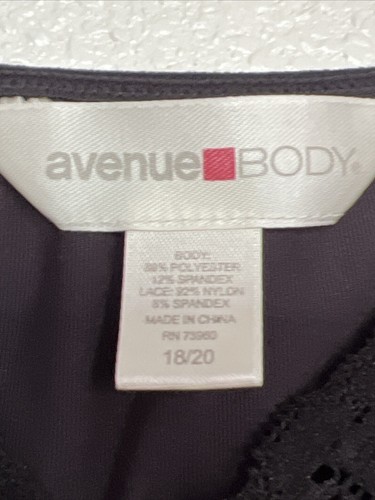 avenue BODY®
BODY:
88% POLYESTER
12% SPANDEX
LACE: 92% NYLON
8% SPANDEX
MADE IN CHINA
RN 73960
18/20